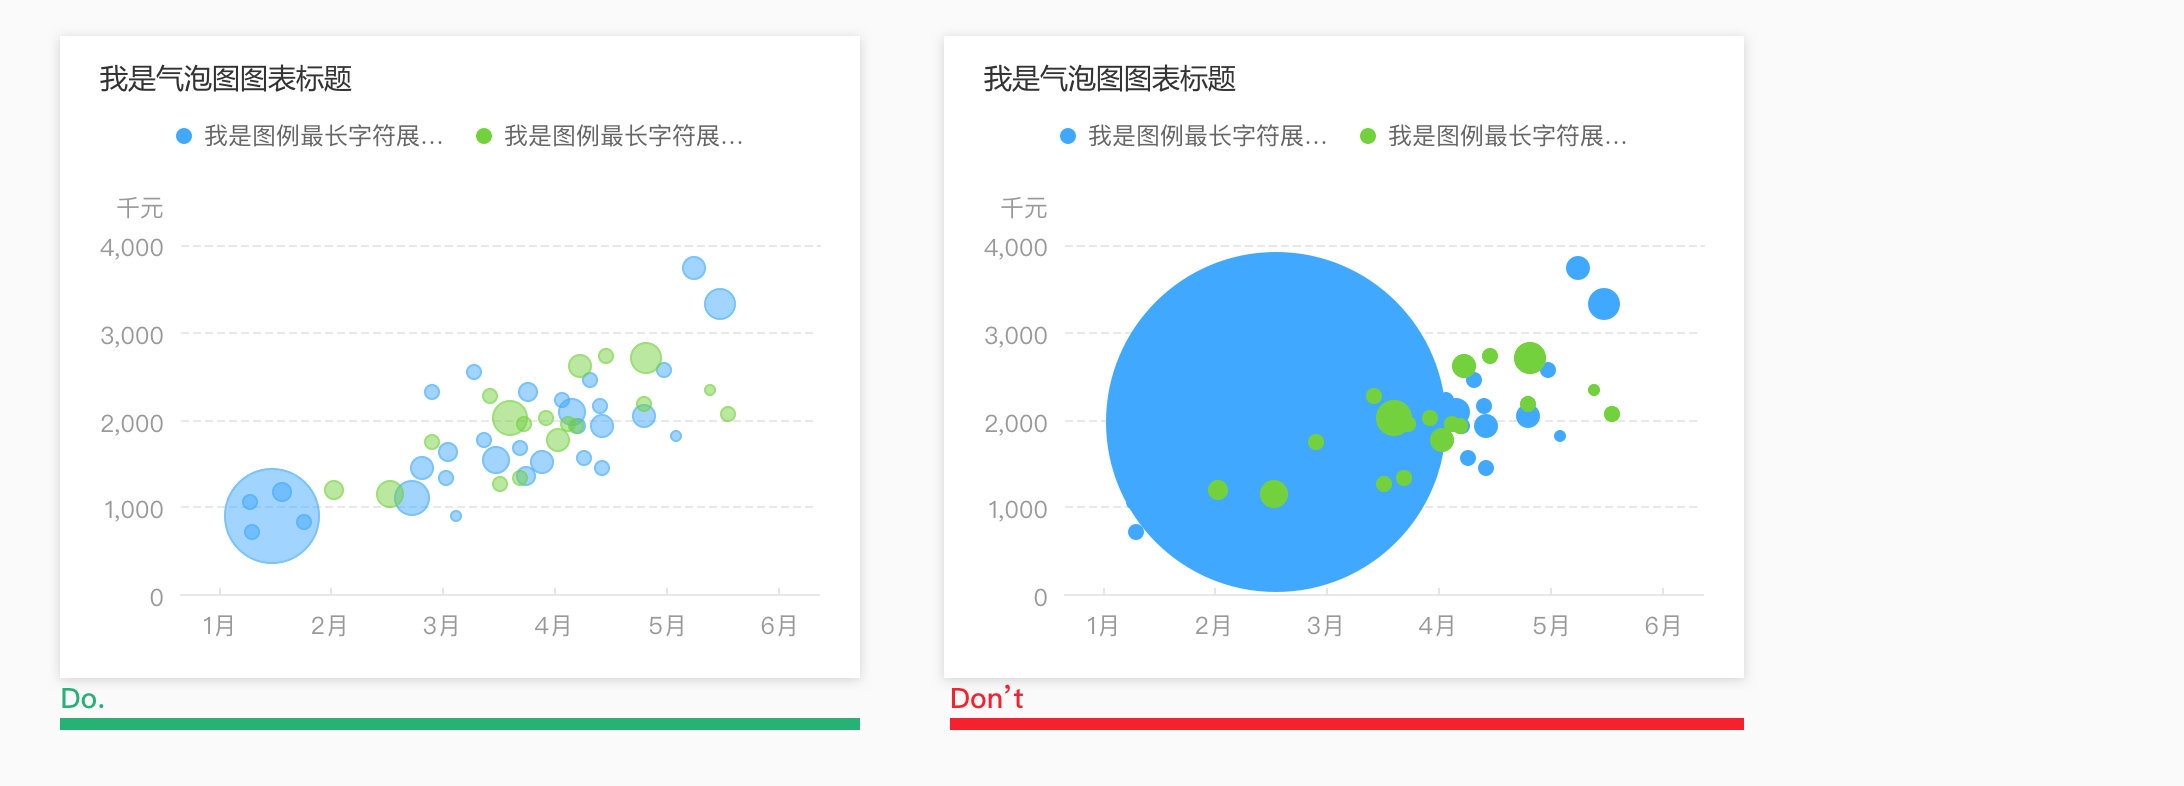 我是气泡图图表标题
我是图例最长字符展... 我是图例最长字符展...
千元
4,000
3,000
2,000
1,000
0
1月 2月 3月 4月 5月 6月
Do.
我是气泡图图表标题
我是图例最长字符展... 我是图例最长字符展...
千元
4,000
3,000
2,000
1,000
0
1月 2月 3月 4月 5月 6月
Don’t